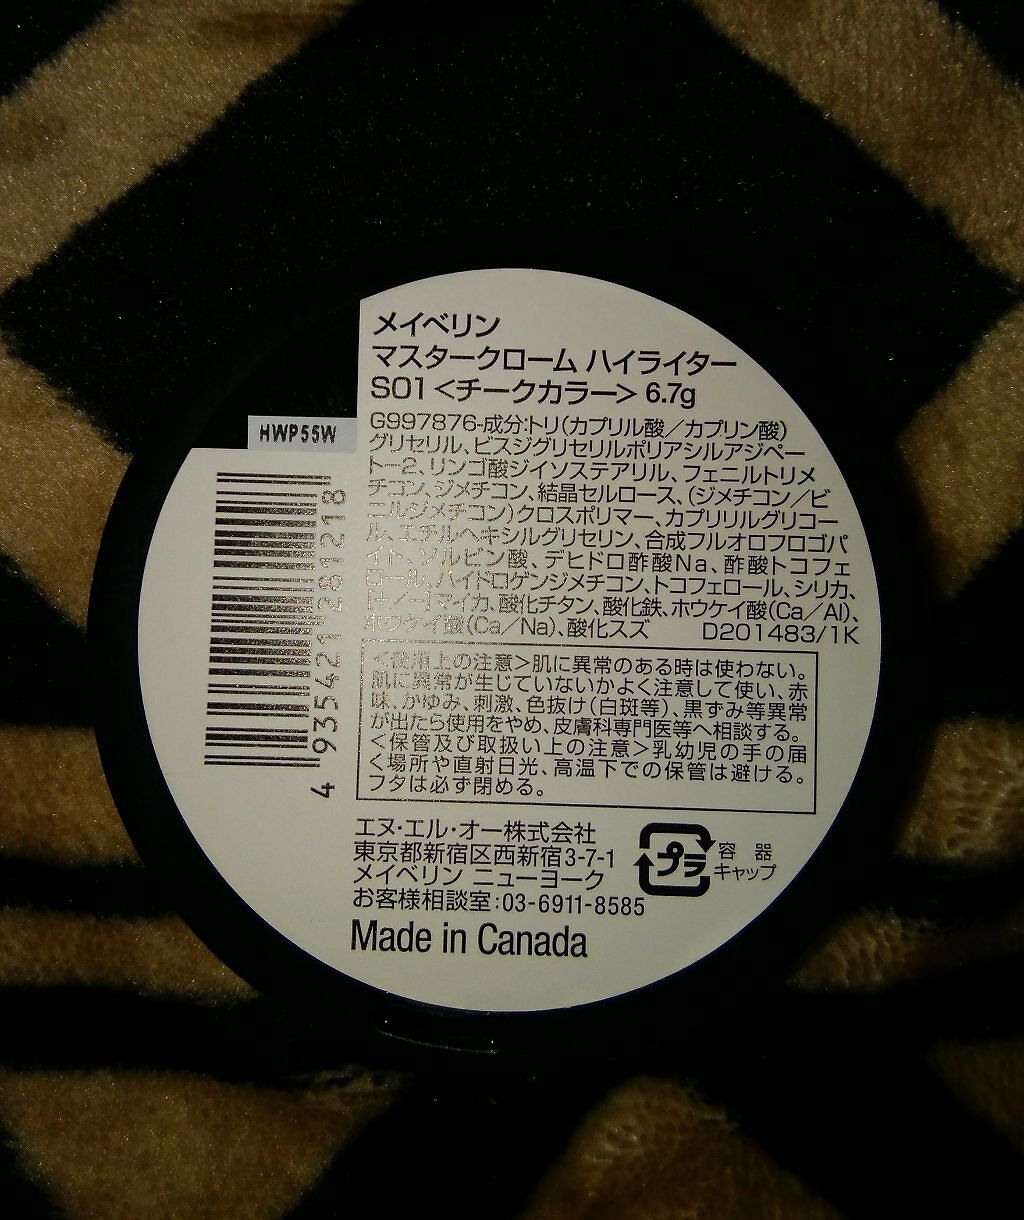 メイベリン
マスタークローム ハイライター
S01<チークカラー> 6.7g
G997876-成分:トリ(カプリル酸/カプリン酸)
グリセリル、ビスジグリセリルポリアシルアジペー
ト-2、リンゴ酸ジイソステアリル、フェニルトリメ
チコン、ジメチコン、結晶セルロース、(ジメチコン/ビ
ニルジメチコン)クロスポリマー、カプリリルグリコー
ル、エチルヘキシルグリセリン、合成フルオロフロゴパ
イト、ソルビン酸、デヒドロ酢酸Na、酢酸トコフェ
ロール、ハイドロゲンジメチコン、トコフェロール、シリカ、
[+/-]マイカ、酸化チタン、酸化鉄、ホウケイ酸(Ca/Al)、
ホウケイ酸(Ca/Na)、酸化スズ D201483/1K
HWP55W
4 935421 281218
<使用上の注意>肌に異常のある時は使わない。
肌に異常が生じていないかよく注意して使い、赤
味、かゆみ、刺激、色抜け(白斑等)、黒ずみ等異常
が出たら使用をやめ、皮膚科専門医等へ相談する。
<保管及び取扱い上の注意>乳幼児の手の届
く場所や直射日光、高温下での保管は避ける。
フタは必ず閉める。
エヌ・エル・オー株式会社
東京都新宿区西新宿3-7-1
メイベリン ニューヨーク
お客様相談室:03-6911-8585
プラ 容器
キャップ
Made in Canada